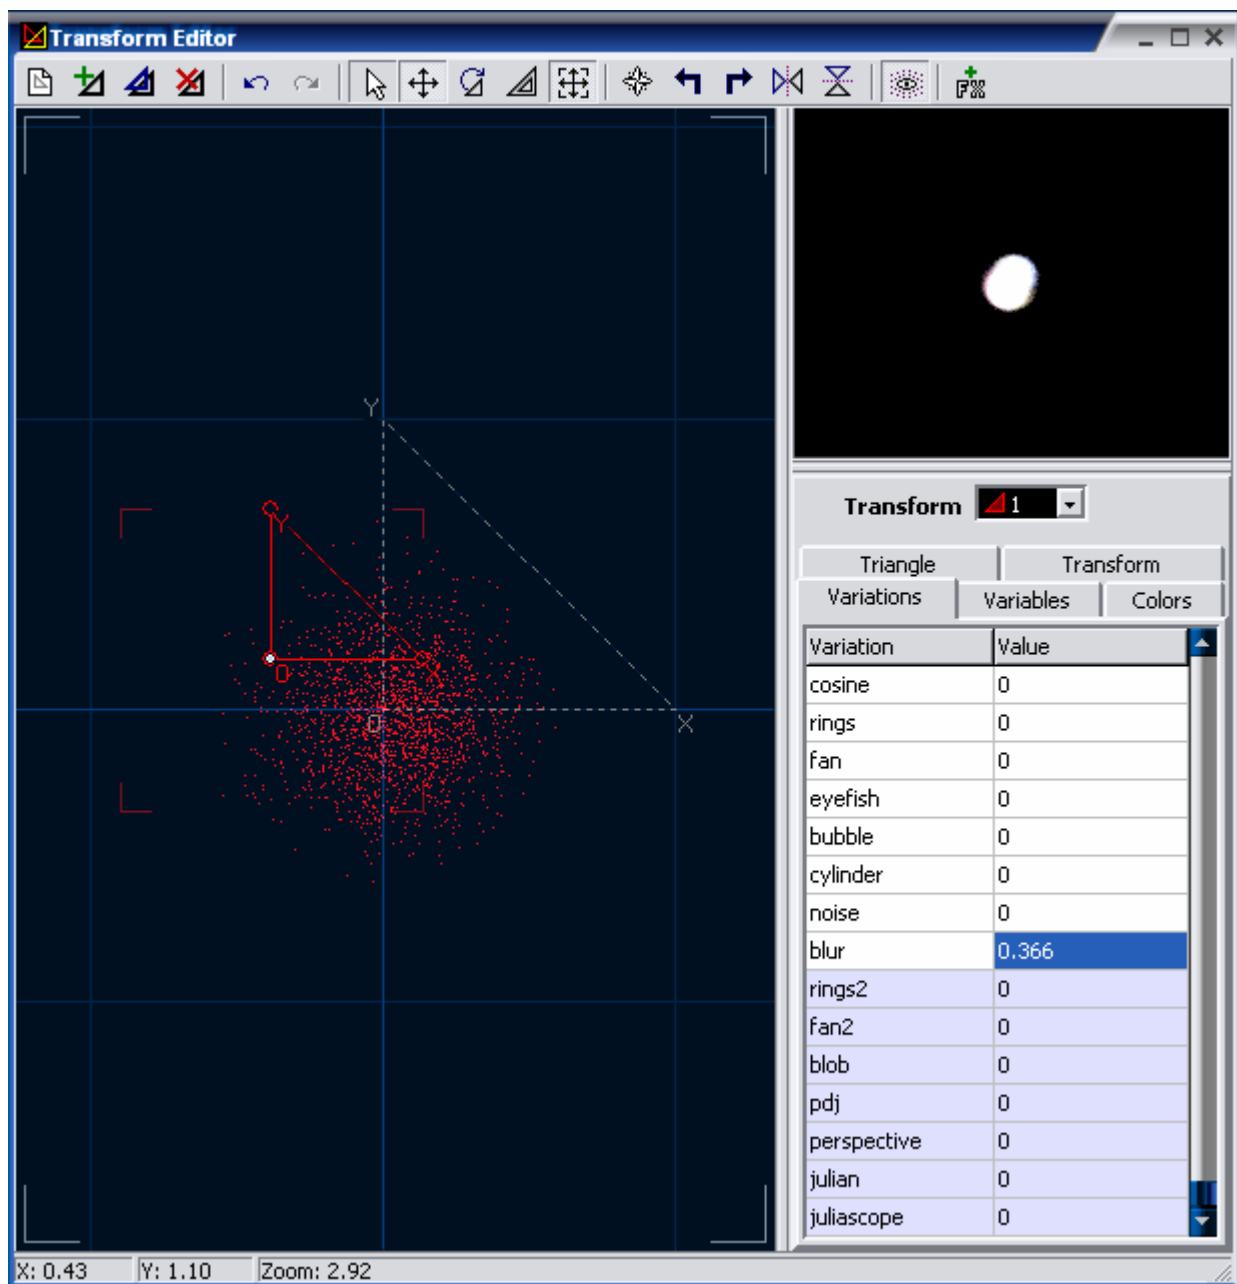 Transform Editor
FX
Y
Y
O
X
O
X
Transform 1
Triangle Transform
Variations Variables Colors
Variation Value
cosine 0
rings 0
fan 0
eyefish 0
bubble 0
cylinder 0
noise 0
blur 0.366
rings2 0
fan2 0
blob 0
pdj 0
perspective 0
julian 0
juliascope 0
X: 0.43 Y: 1.10 Zoom: 2.92